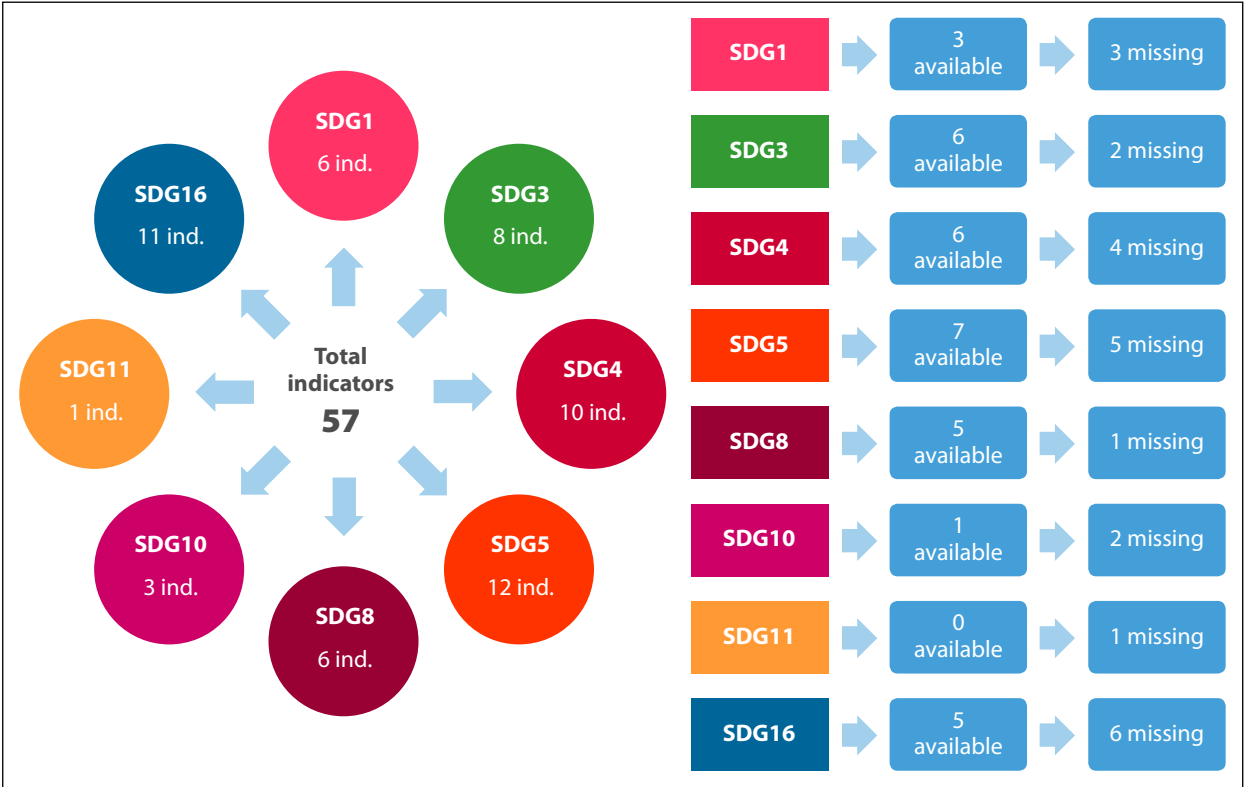 SDG1
6 ind.
SDG3
8 ind.
SDG4
10 ind.
SDG5
12 ind.
SDG8
6 ind.
SDG10
3 ind.
SDG11
1 ind.
SDG16
11 ind.
Total
indicators
57
SDG1
3
available
3 missing
SDG3
6
available
2 missing
SDG4
6
available
4 missing
SDG5
7
available
5 missing
SDG8
5
available
1 missing
SDG10
1
available
2 missing
SDG11
0
available
1 missing
SDG16
5
available
6 missing